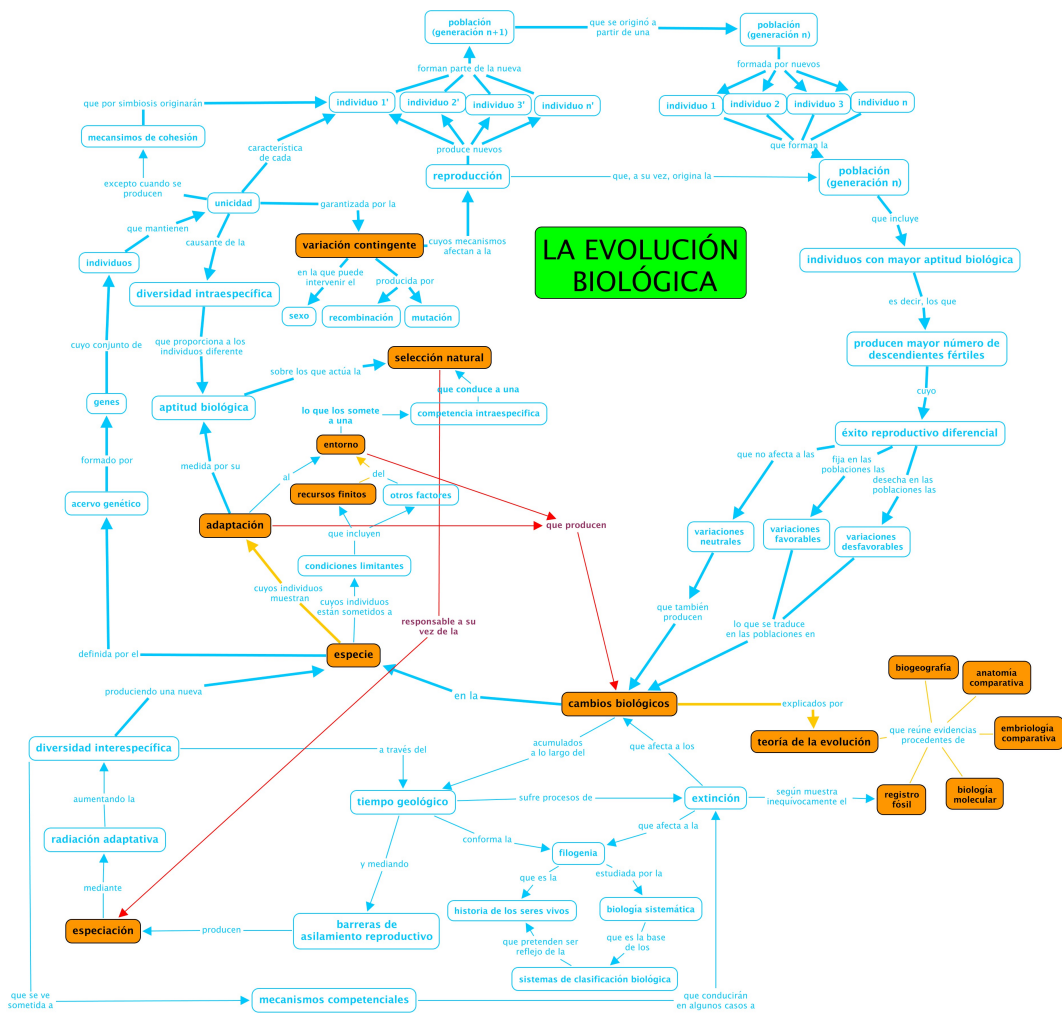 población
(generación n+1)
que se originó a
partir de una
población
(generación n)
forman parte de la nueva
formada por nuevos
que por simbiosis originarán
individuo 1'
individuo 2'
individuo 3'
individuo n'
individuo 1
individuo 2
individuo 3
individuo n
mecansimos de cohesión
característica
de cada
produce nuevos
que forman la
excepto cuando se
producen
reproducción
que, a su vez, origina la
población
(generación n)
unicidad
garantizada por la
que mantienen
que incluye
variación contingente
cuyos mecanismos
afectan a la
LA EVOLUCIÓN
BIOLÓGICA
causante de la
individuos
individuos con mayor aptitud biológica
en la que puede
intervenir el
producida por
diversidad intraespecífica
es decir, los que
sexo
recombinación
mutación
cuyo conjunto de
que proporciona a los
individuos diferente
producen mayor número de
descendientes fértiles
selección natural
sobre los que actúa la
que conduce a una
cuyo
genes
aptitud biológica
lo que los somete
a una
competencia intraespecífica
éxito reproductivo diferencial
entorno
formado por
medida por su
al
del
que no afecta a las
fija en las
poblaciones las
desecha en las
poblaciones las
acervo genético
recursos finitos
otros factores
adaptación
que producen
que incluyen
variaciones
neutrales
variaciones
favorables
variaciones
desfavorables
condiciones limitantes
cuyos individuos
muestran
cuyos individuos
están sometidos a
que también
producen
lo que se traduce
en las poblaciones en
responsable a su
vez de la
definida por el
especie
biogeografía
anatomía
comparativa
produciendo una nueva
en la
cambios biológicos
explicados por
teoría de la evolución
que reúne evidencias
procedentes de
embriología
comparativa
diversidad interespecífica
a través del
acumulados
a lo largo del
que afecta a los
registro
fósil
biología
molecular
aumentando la
tiempo geológico
sufre procesos de
extinción
según muestra
inequivocamente el
radiación adaptativa
conforma la
que afecta a la
filogenia
y mediando
que es la
estudiada por la
mediante
historia de los seres vivos
biología sistemática
especiación
producen
barreras de
asilamiento reproductivo
que pretenden ser
reflejo de la
que es la base
de los
sistemas de clasificación biológica
que se ve
sometida a
mecanismos competenciales
que conducirán
en algunos casos a